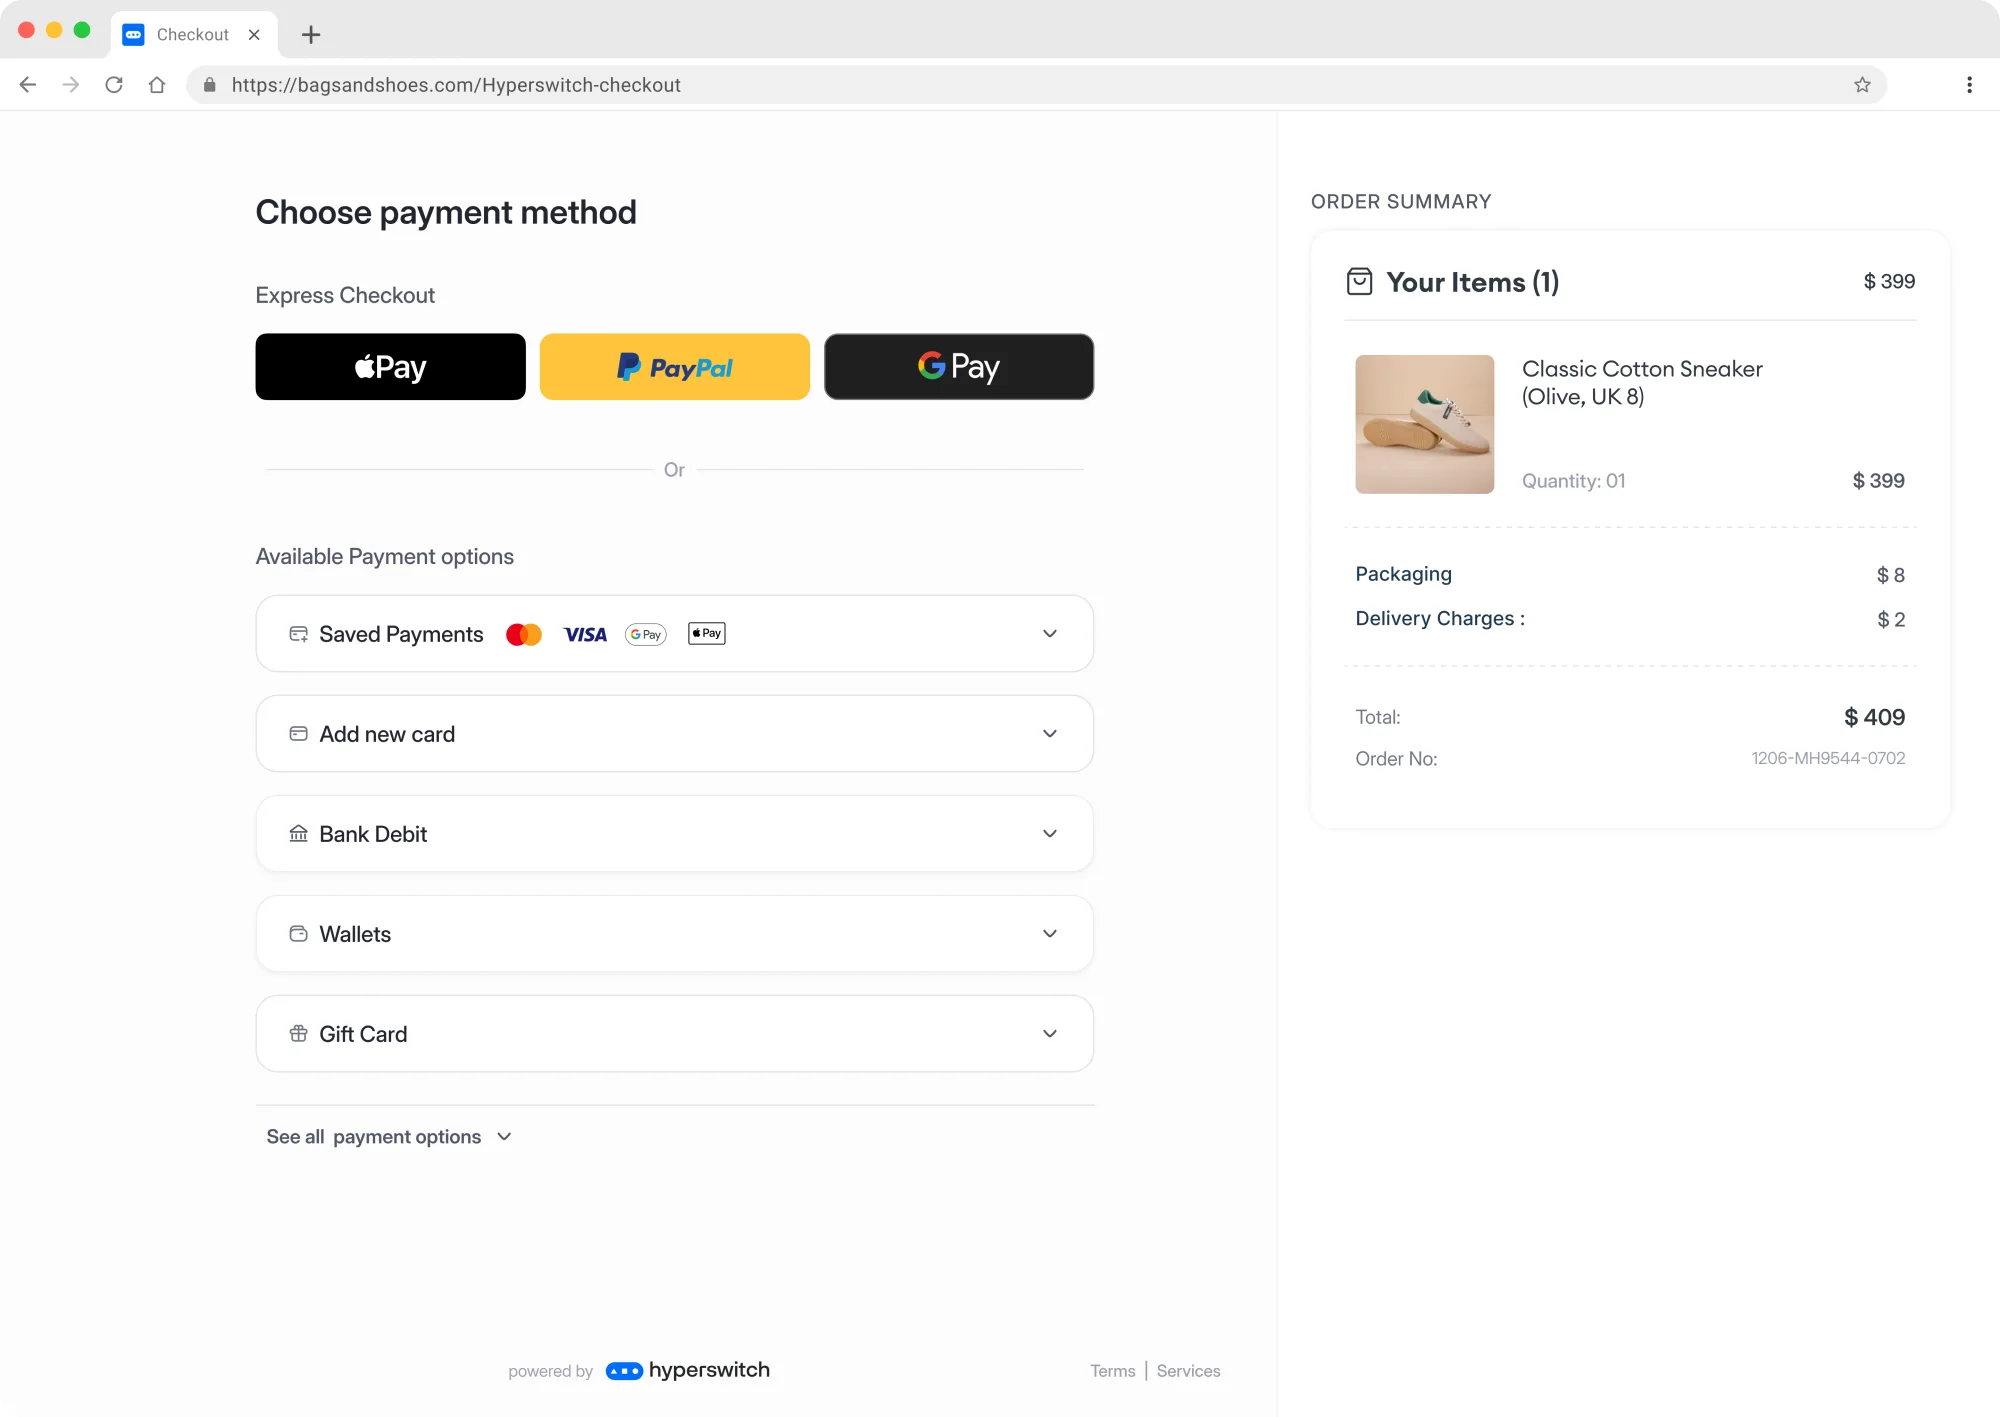 Checkout
https://bagsandshoes.com/Hyperswitch-checkout
Choose payment method
Express Checkout
Pay
PayPal
G Pay
Or
Available Payment options
Saved Payments VISA G Pay Pay
Add new card
Bank Debit
Wallets
Gift Card
See all payment options
powered by hyperswitch
Terms | Services
ORDER SUMMARY
Your Items (1) $ 399
Classic Cotton Sneaker
(Olive, UK 8)
Quantity: 01 $ 399
Packaging $ 8
Delivery Charges : $ 2
Total: $ 409
Order No: 1206-MH9544-0702